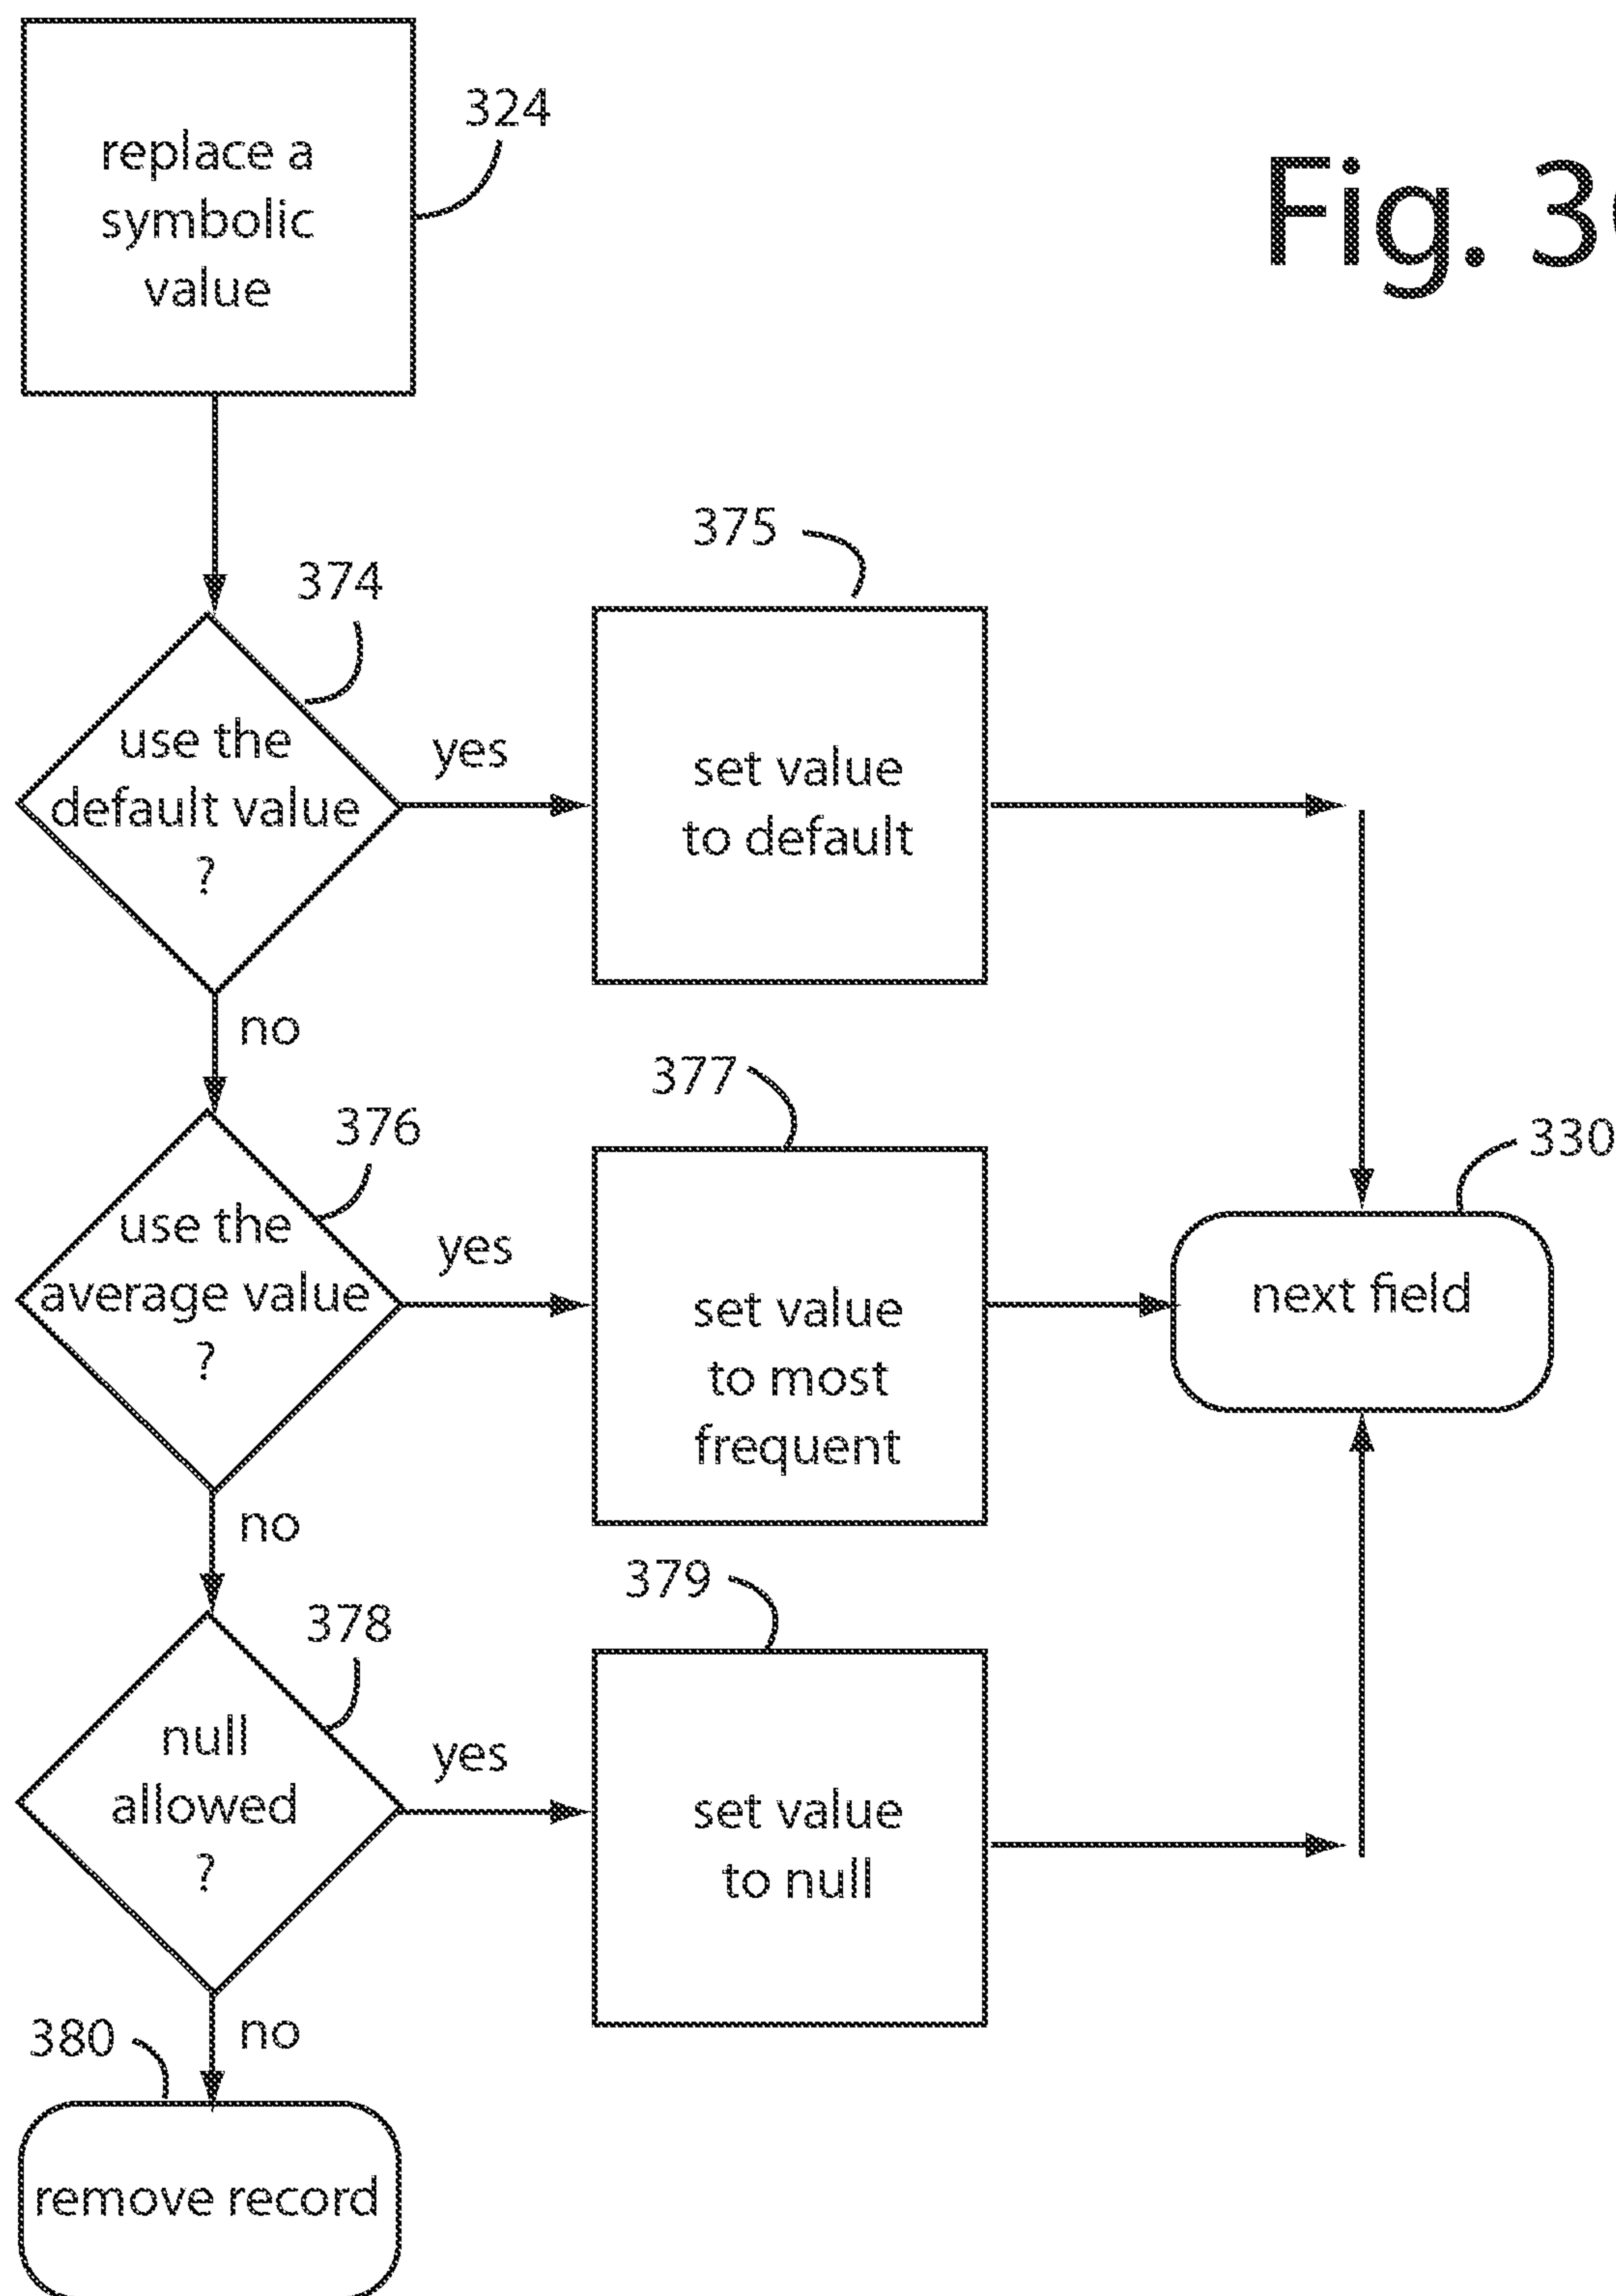 replace a
symbolic
value
324
Fig. 3
374
use the
default value
?
yes
no
375
set value
to default
376
use the
average value
?
yes
no
377
set value
to most
frequent
330
next field
378
null
allowed
?
yes
no
379
set value
to null
380
remove record